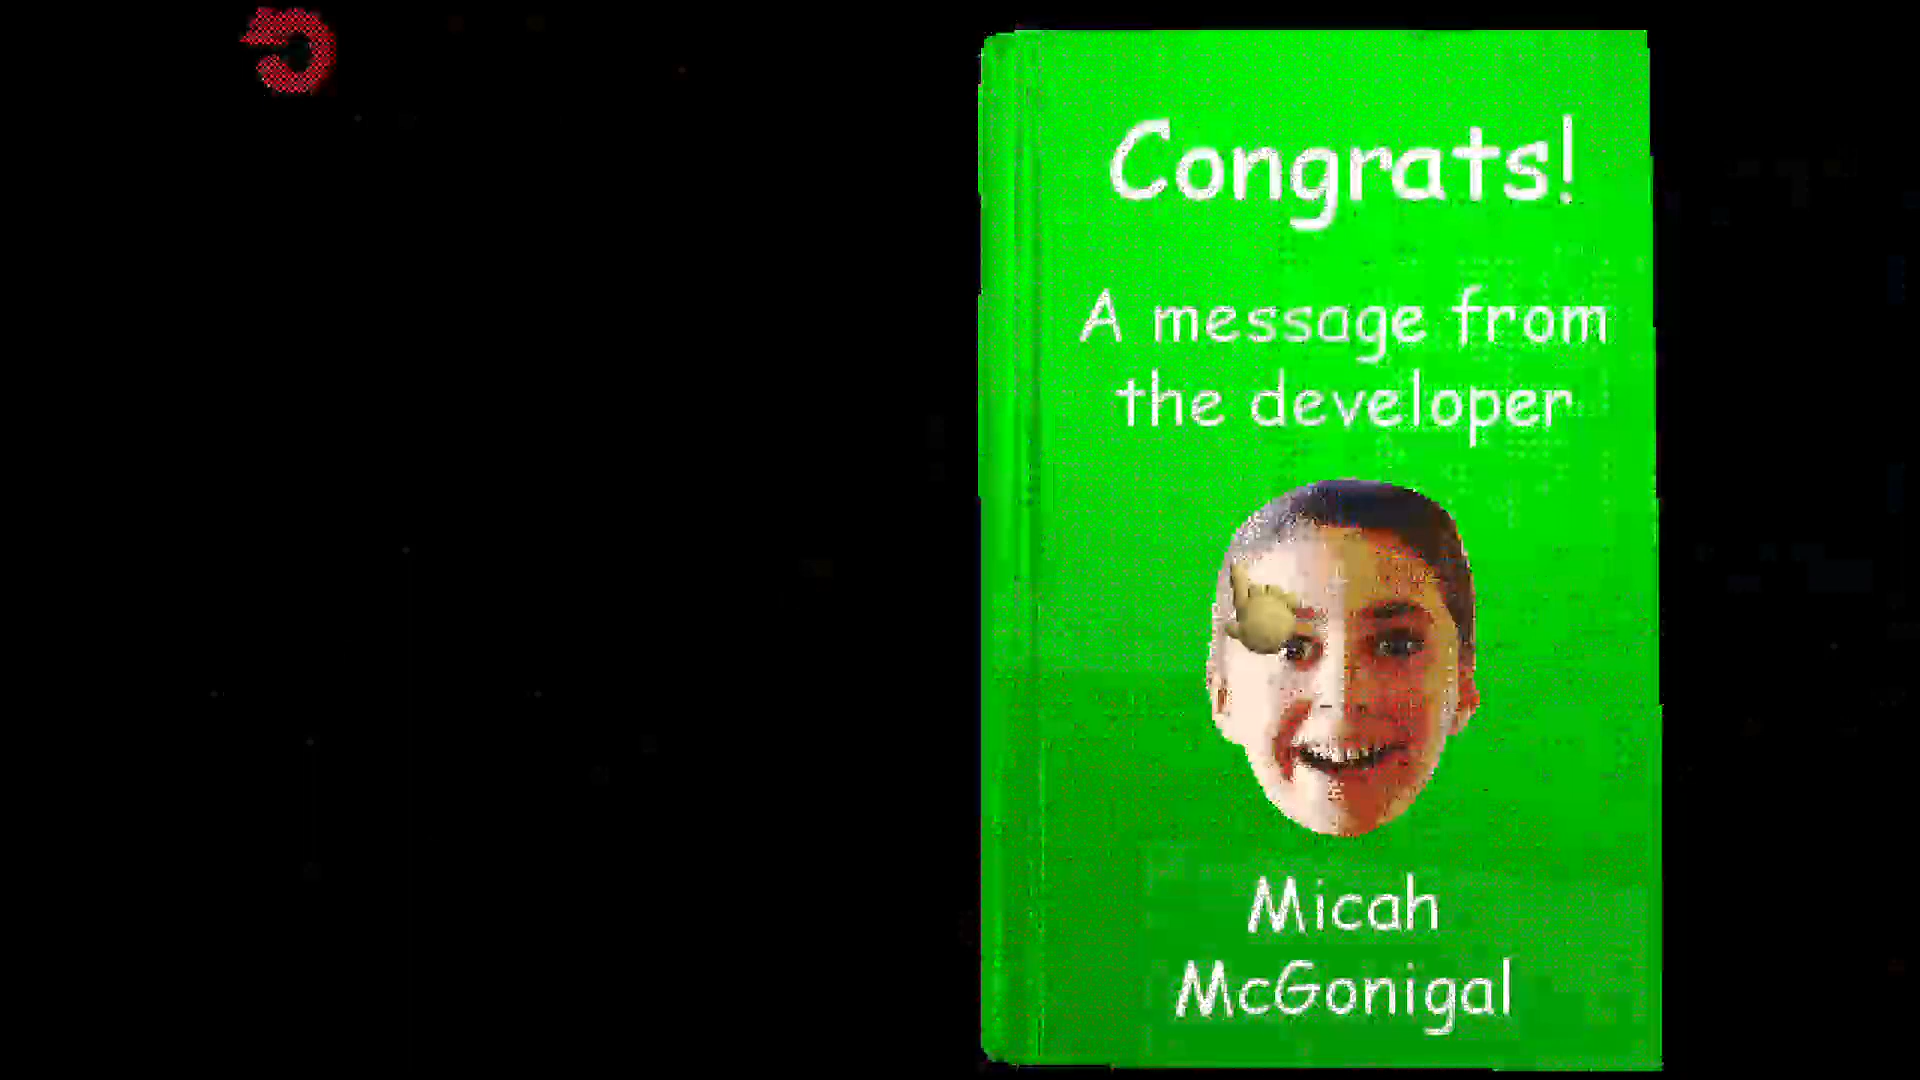 Congrats!
A message from
the developer
Micah
McGonigal